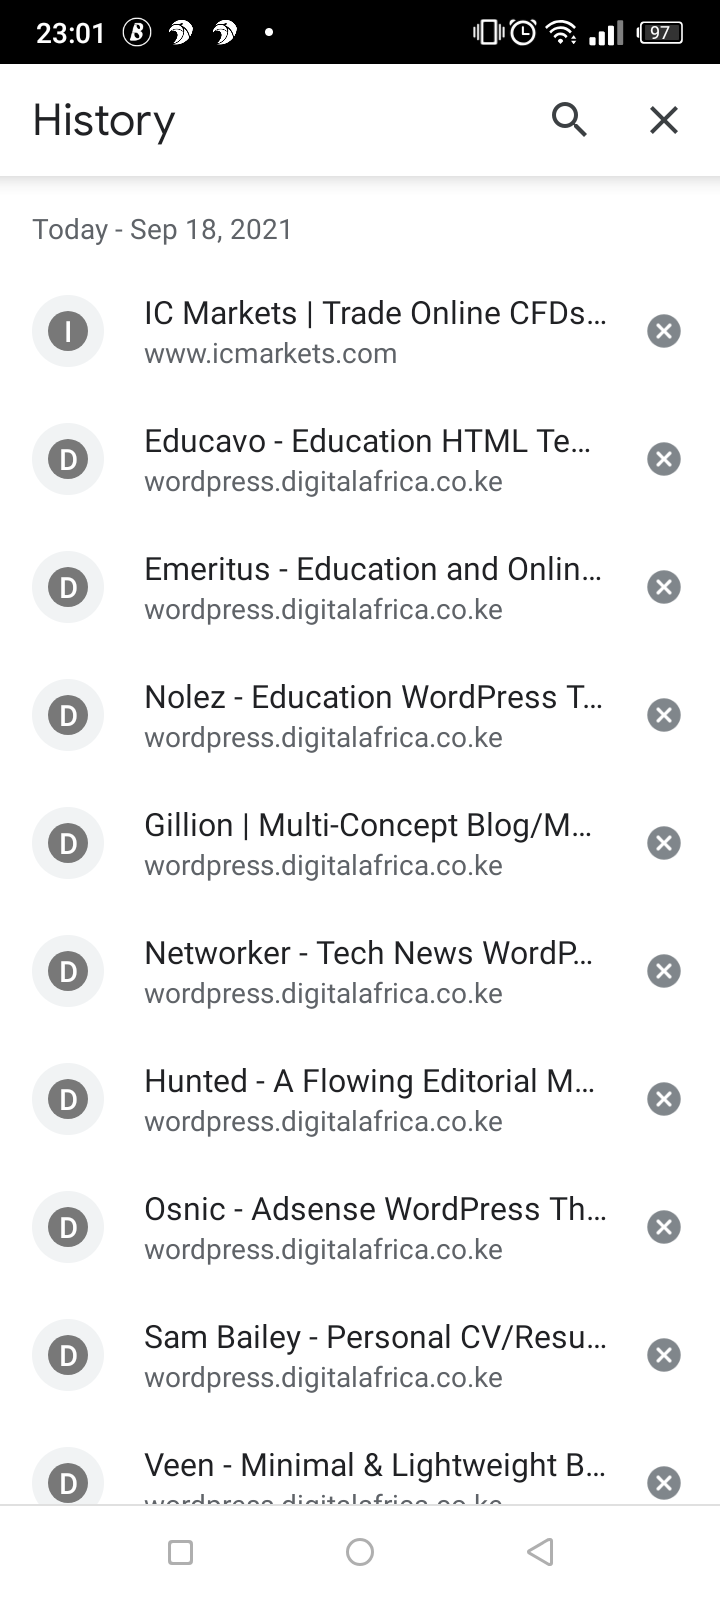 23:01 B 97
History
Today - Sep 18, 2021
I
IC Markets | Trade Online CFDs...
www.icmarkets.com
D
Educavo - Education HTML Te...
wordpress.digitalafrica.co.ke
D
Emeritus - Education and Onlin...
wordpress.digitalafrica.co.ke
D
Nolez - Education WordPress T...
wordpress.digitalafrica.co.ke
D
Gillion | Multi-Concept Blog/M...
wordpress.digitalafrica.co.ke
D
Networker - Tech News WordP...
wordpress.digitalafrica.co.ke
D
Hunted - A Flowing Editorial M...
wordpress.digitalafrica.co.ke
D
Osnic - Adsense WordPress Th...
wordpress.digitalafrica.co.ke
D
Sam Bailey - Personal CV/Resu...
wordpress.digitalafrica.co.ke
D
Veen - Minimal & Lightweight B...
wordpress.digitalafrica.co.ke